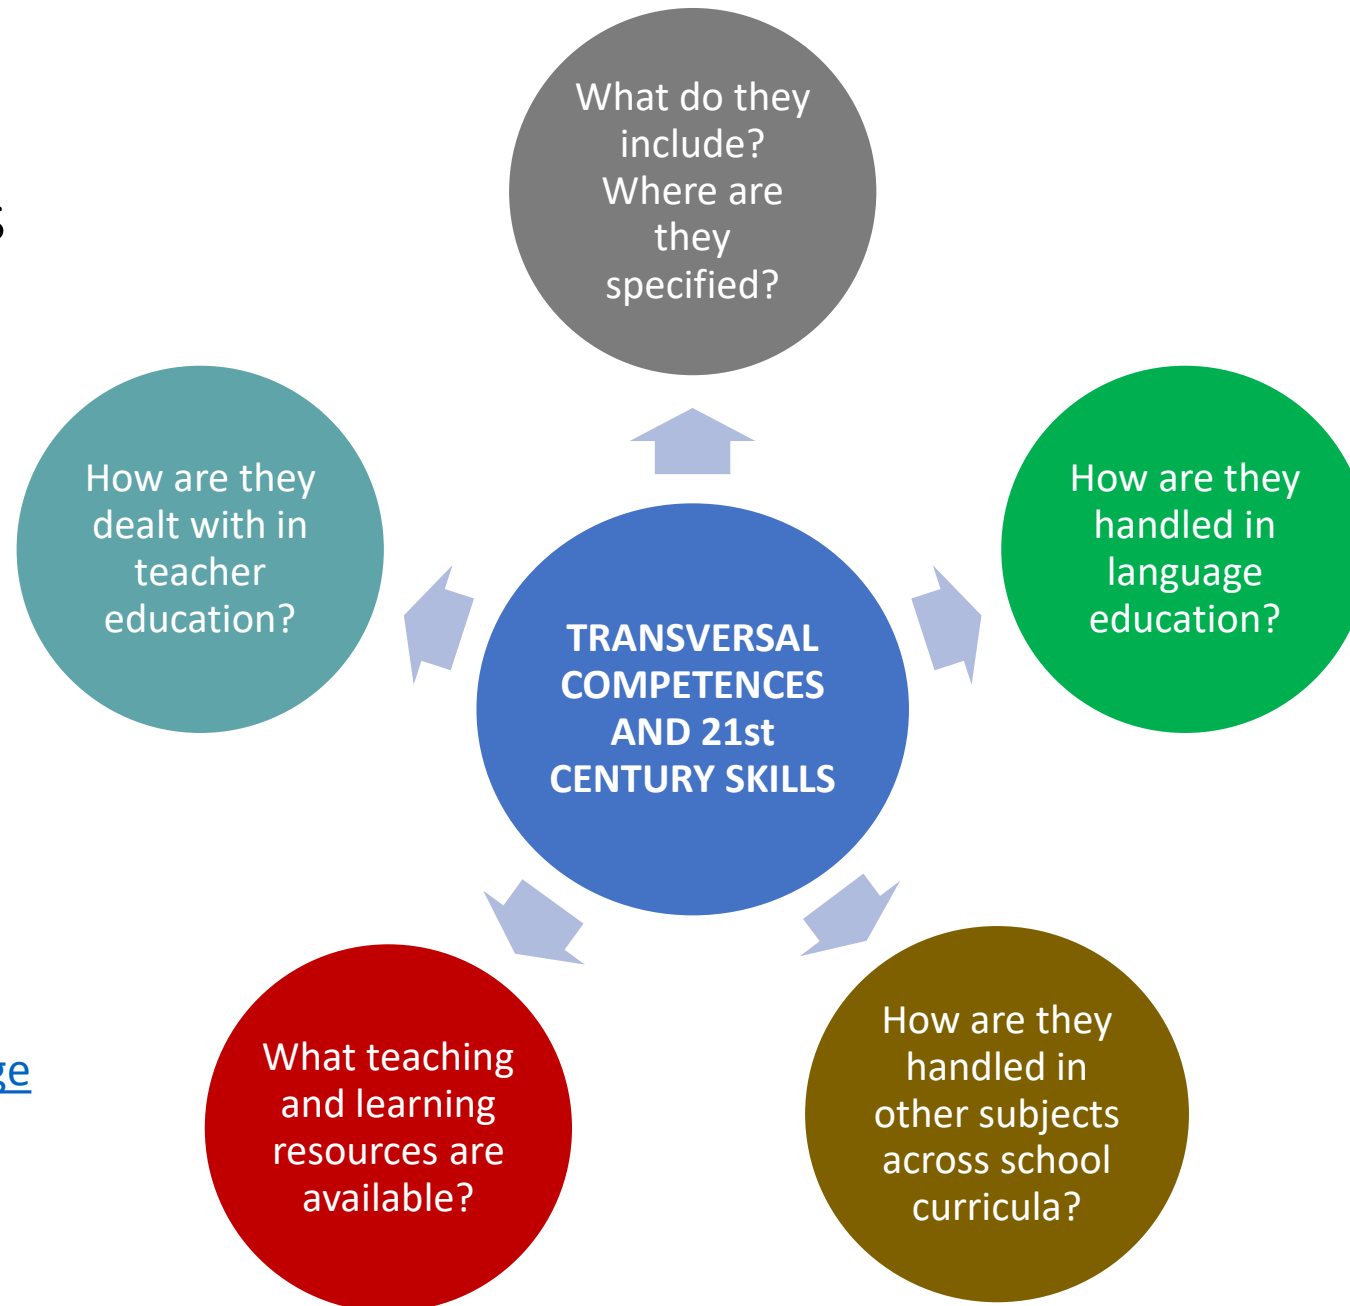 What do they
include?
Where are
they
specified?
s
How are they
dealt with in
teacher
education?
How are they
handled in
language
education?
TRANSVERSAL
COMPETENCES
AND 21st
CENTURY SKILLS
ge
What teaching
and learning
resources are
available?
How are they
handled in
other subjects
across school
curricula?